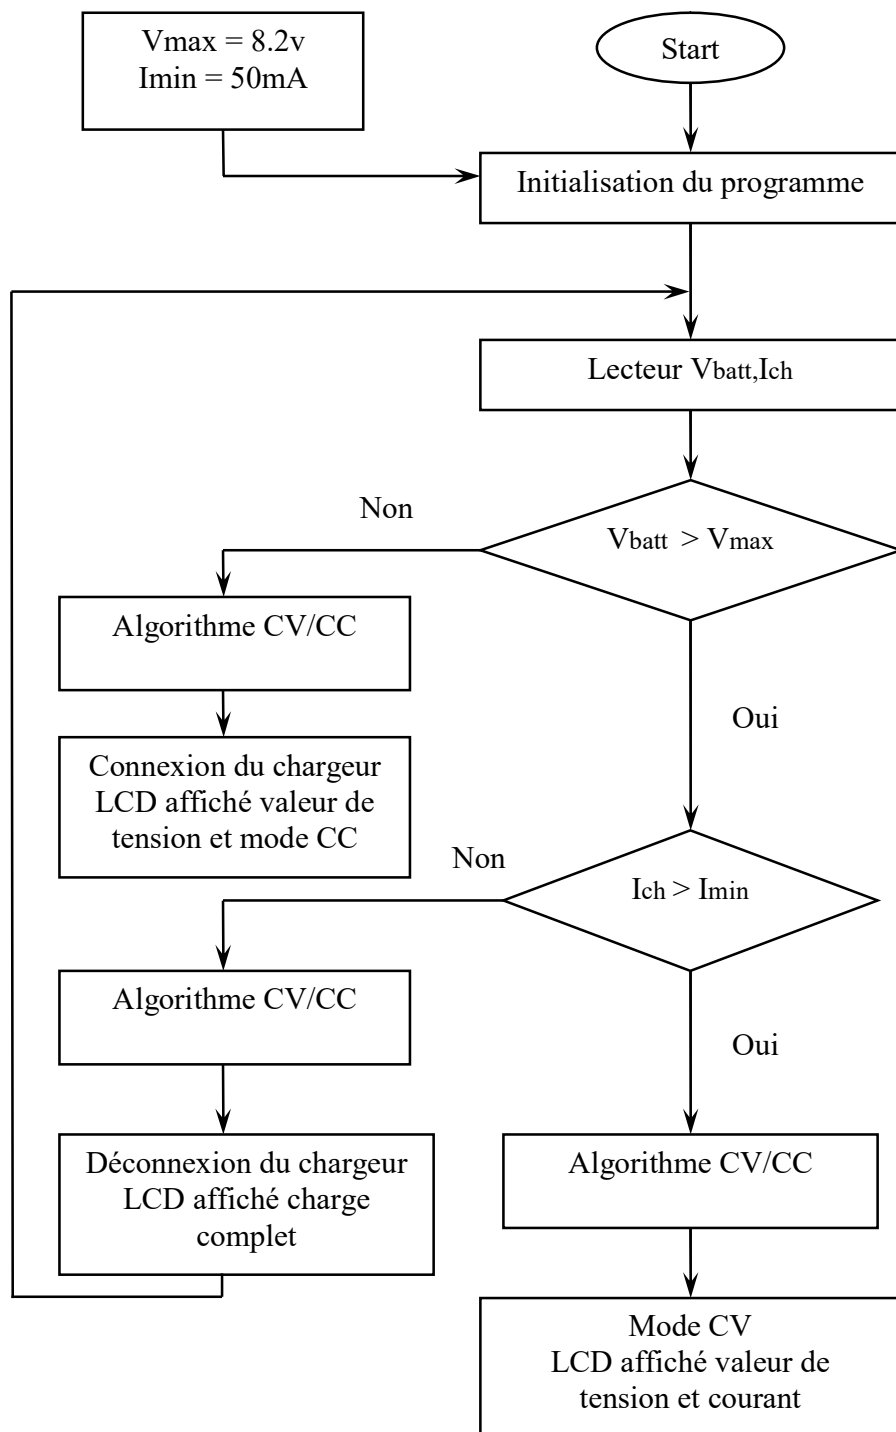 Vmax = 8.2v
Imin = 50mA
Start
Initialisation du programme
Lecteur Vbatt,Ich
Vbatt > Vmax
Non
Algorithme CV/CC
Oui
Connexion du chargeur
LCD affiché valeur de
tension et mode CC
Ich > Imin
Non
Algorithme CV/CC
Oui
Déconnexion du chargeur
LCD affiché charge
complet
Algorithme CV/CC
Mode CV
LCD affiché valeur de
tension et courant